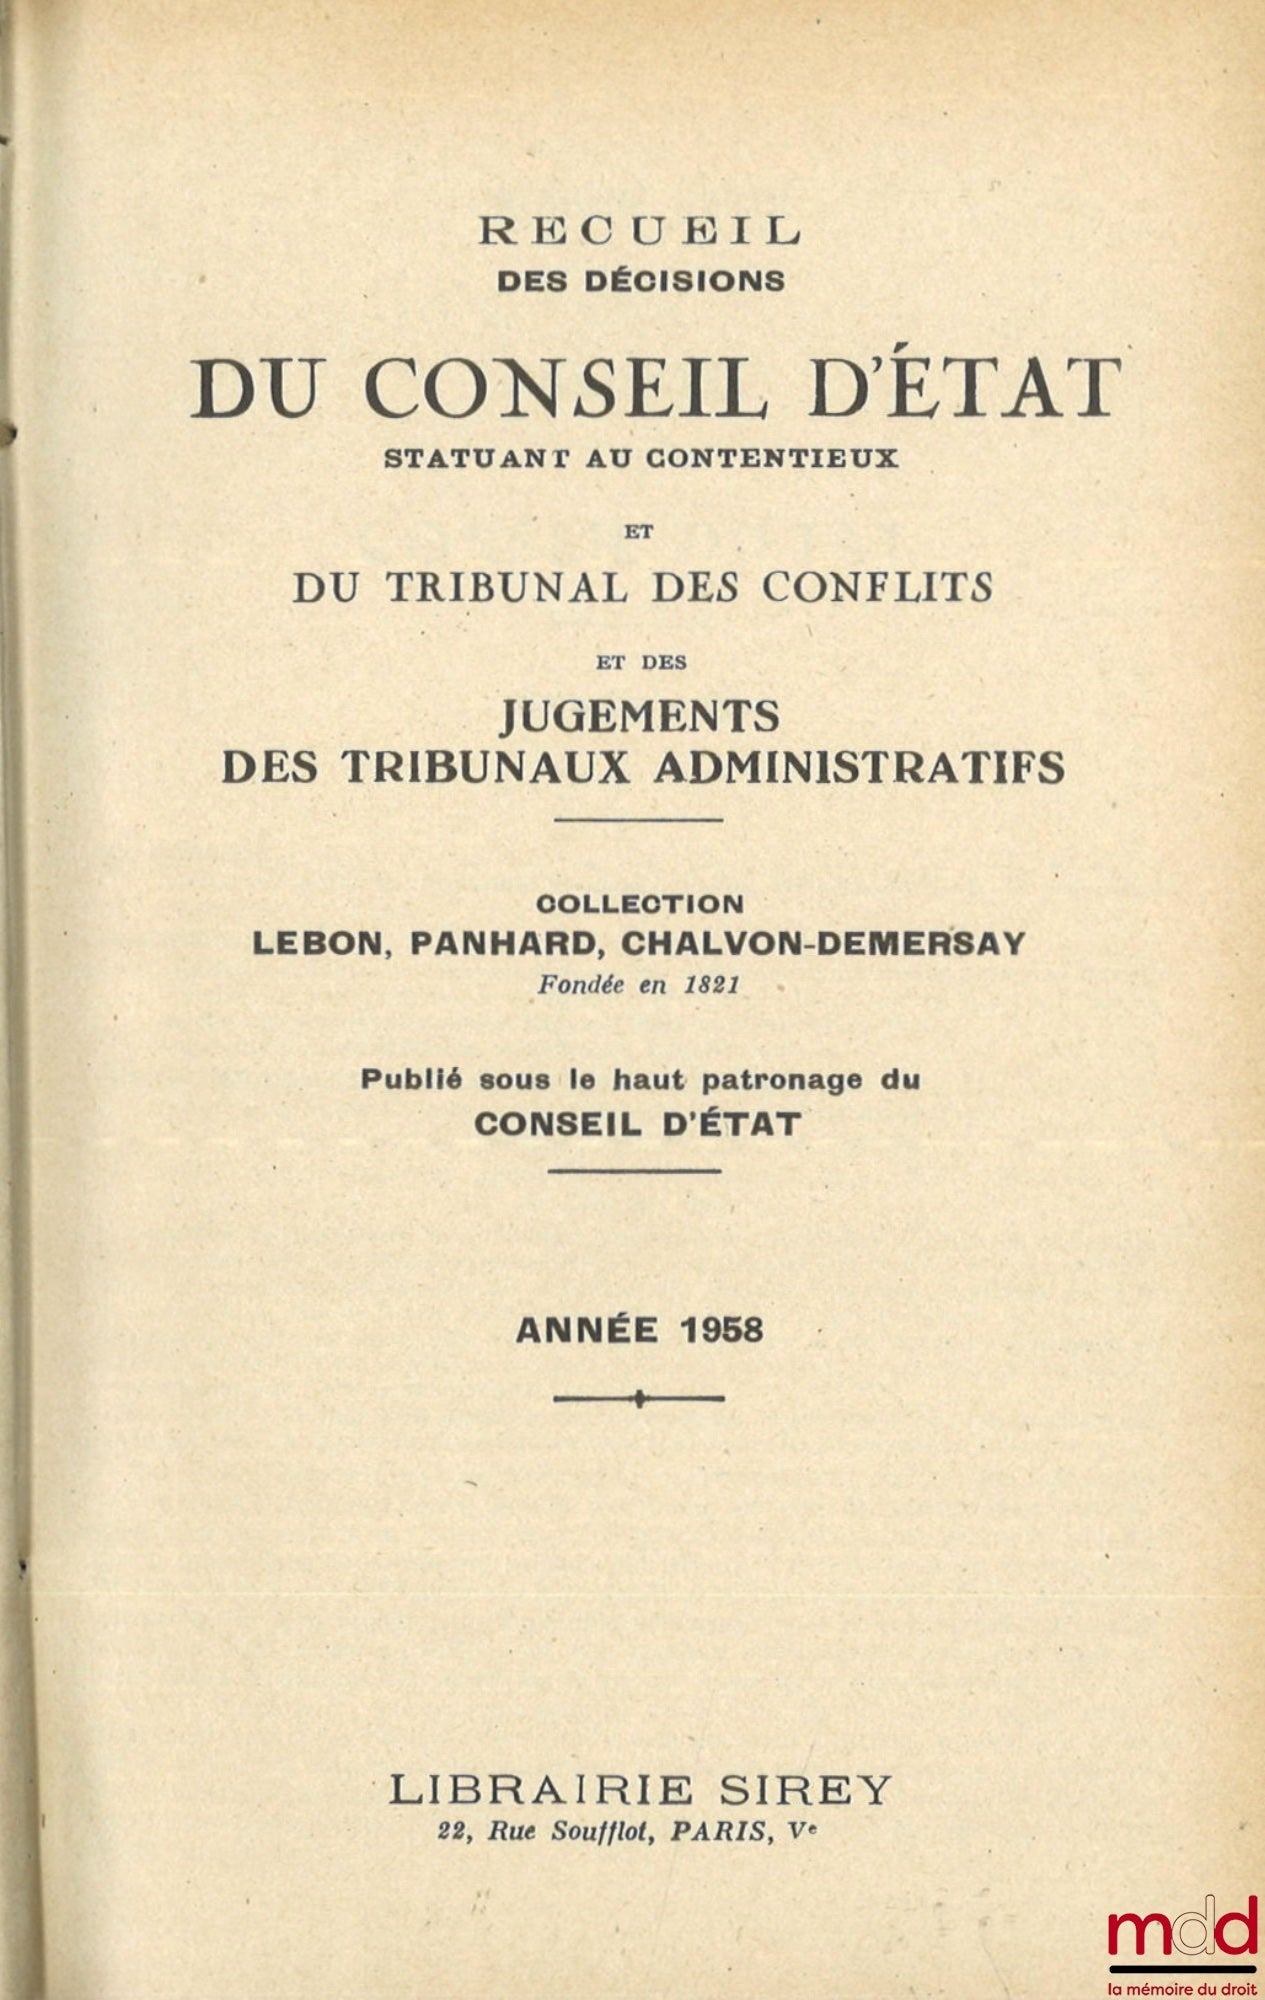 RECUEIL
DES DÉCISIONS
DU CONSEIL D'ÉTAT
STATUANT AU CONTENTIEUX
ET
DU TRIBUNAL DES CONFLITS
ET DES
JUGEMENTS
DES TRIBUNAUX ADMINISTRATIFS
COLLECTION
LEBON, PANHARD, CHALVON-DEMERSAY
Fondée en 1821
Publié sous le haut patronage du
CONSEIL D'ÉTAT
ANNÉE 1958
LIBRAIRIE SIREY
22, Rue Soufflot, PARIS, Vᵉ
mdd
la mémoire du droit